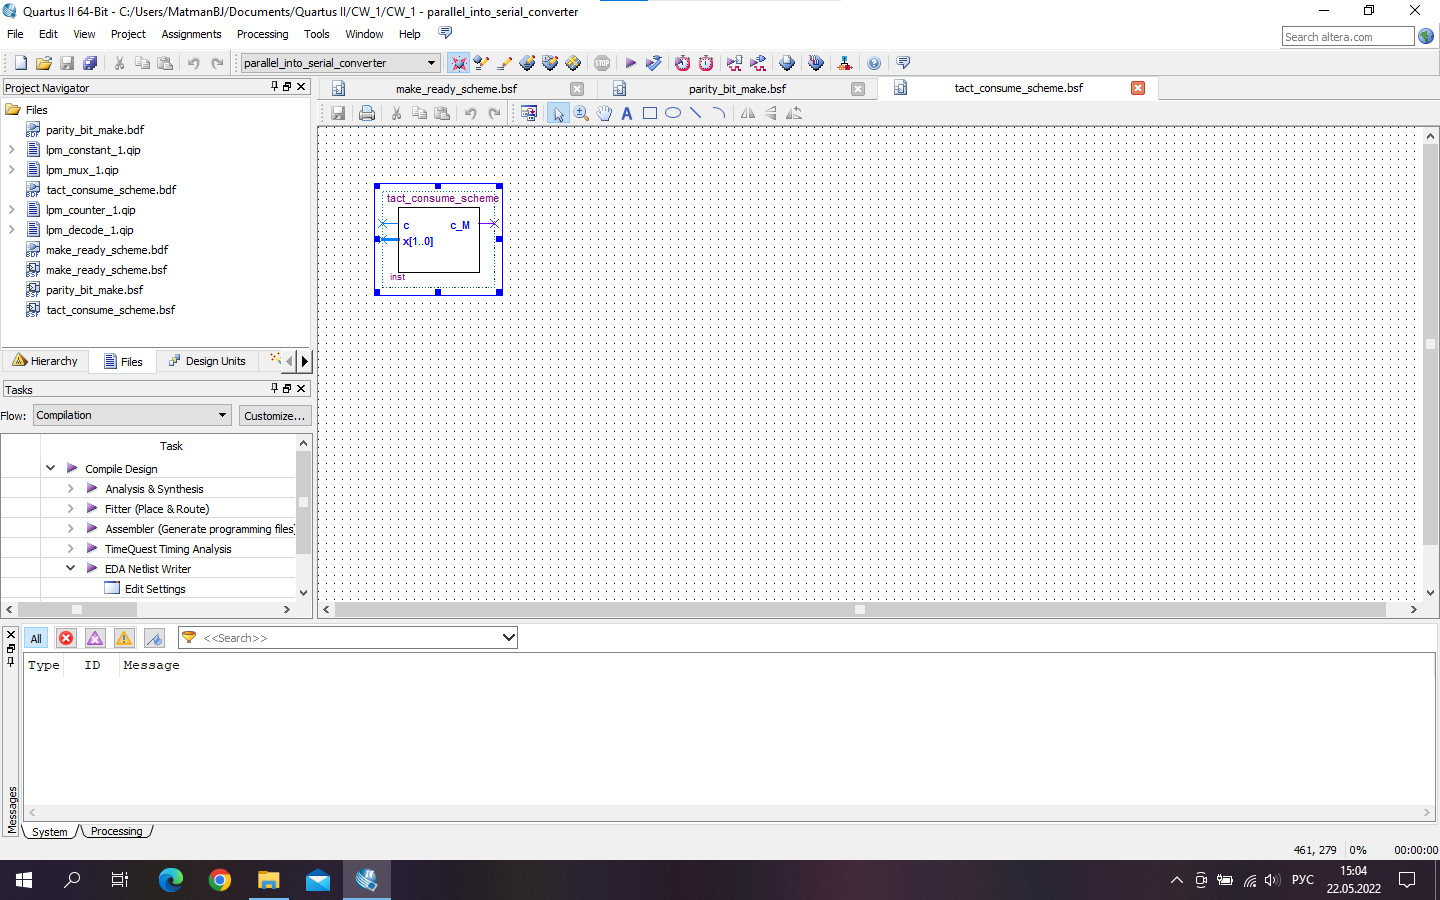 Quartus II 64-Bit - C:/Users/MatmanBJ/Documents/Quartus II/CW_1/CW_1 - parallel_into_serial_converter
File Edit View Project Assignments Processing Tools Window Help
Search altera.com
parallel_into_serial_converter
STOP
Project Navigator
make_ready_scheme.bsf
parity_bit_make.bsf
tact_consume_scheme.bsf
Files
parity_bit_make.bdf
lpm_constant_1.qip
lpm_mux_1.qip
tact_consume_scheme.bdf
lpm_counter_1.qip
lpm_decode_1.qip
make_ready_scheme.bdf
make_ready_scheme.bsf
parity_bit_make.bsf
tact_consume_scheme.bsf
Hierarchy Files Design Units
Tasks
Flow: Compilation Customize...
Task
Compile Design
Analysis & Synthesis
Fitter (Place & Route)
Assembler (Generate programming files)
TimeQuest Timing Analysis
EDA Netlist Writer
Edit Settings
tact_consume_scheme
c c_M
x[1..0]
inst
All <<Search>>
Type ID Message
Messages
System Processing
461, 279 0% 00:00:00
РУС
15:04
22.05.2022